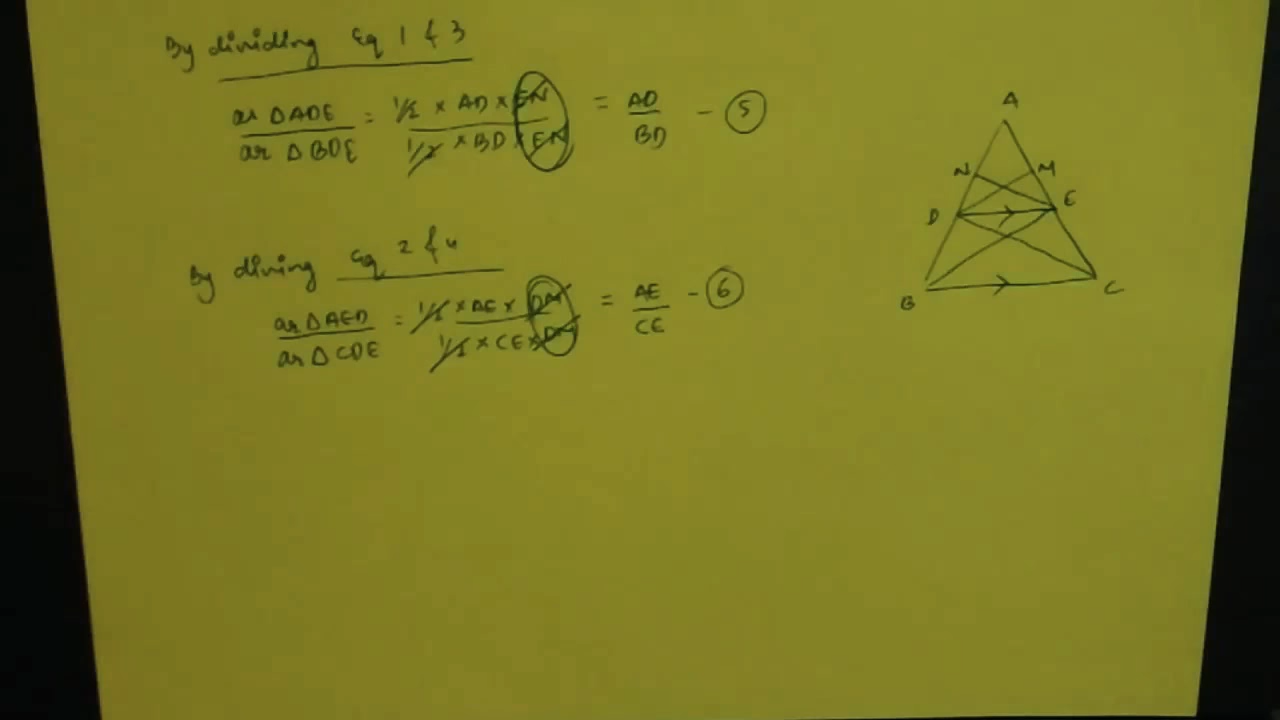 By dividing Eq 1 & 3
ar ΔADE / ar ΔBDE = 1/2 × AD × EN / 1/2 × BD × EN = AD / BD - 5
By dining Eq 2 & 4
ar ΔAED / ar ΔCDE = 1/2 × AE × DM / 1/2 × CE × DM = AE / CE - 6
A
N M
D E
B C